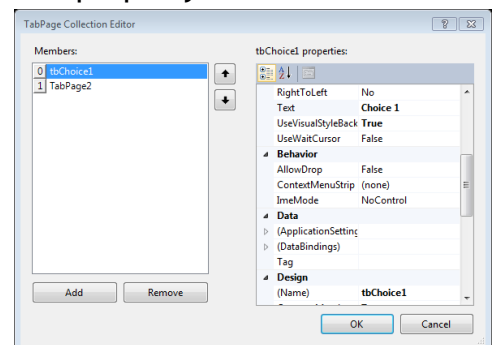 TabPage Collection Editor
Members:
0 tbChoice1
1 TabPage2
Add Remove
tbChoice1 properties:
RightToLeft No
Text Choice 1
UseVisualStyleBack True
UseWaitCursor False
Behavior
AllowDrop False
ContextMenuStrip (none)
ImeMode NoControl
Data
(ApplicationSetting
(DataBindings)
Tag
Design
(Name) tbChoice1
OK Cancel